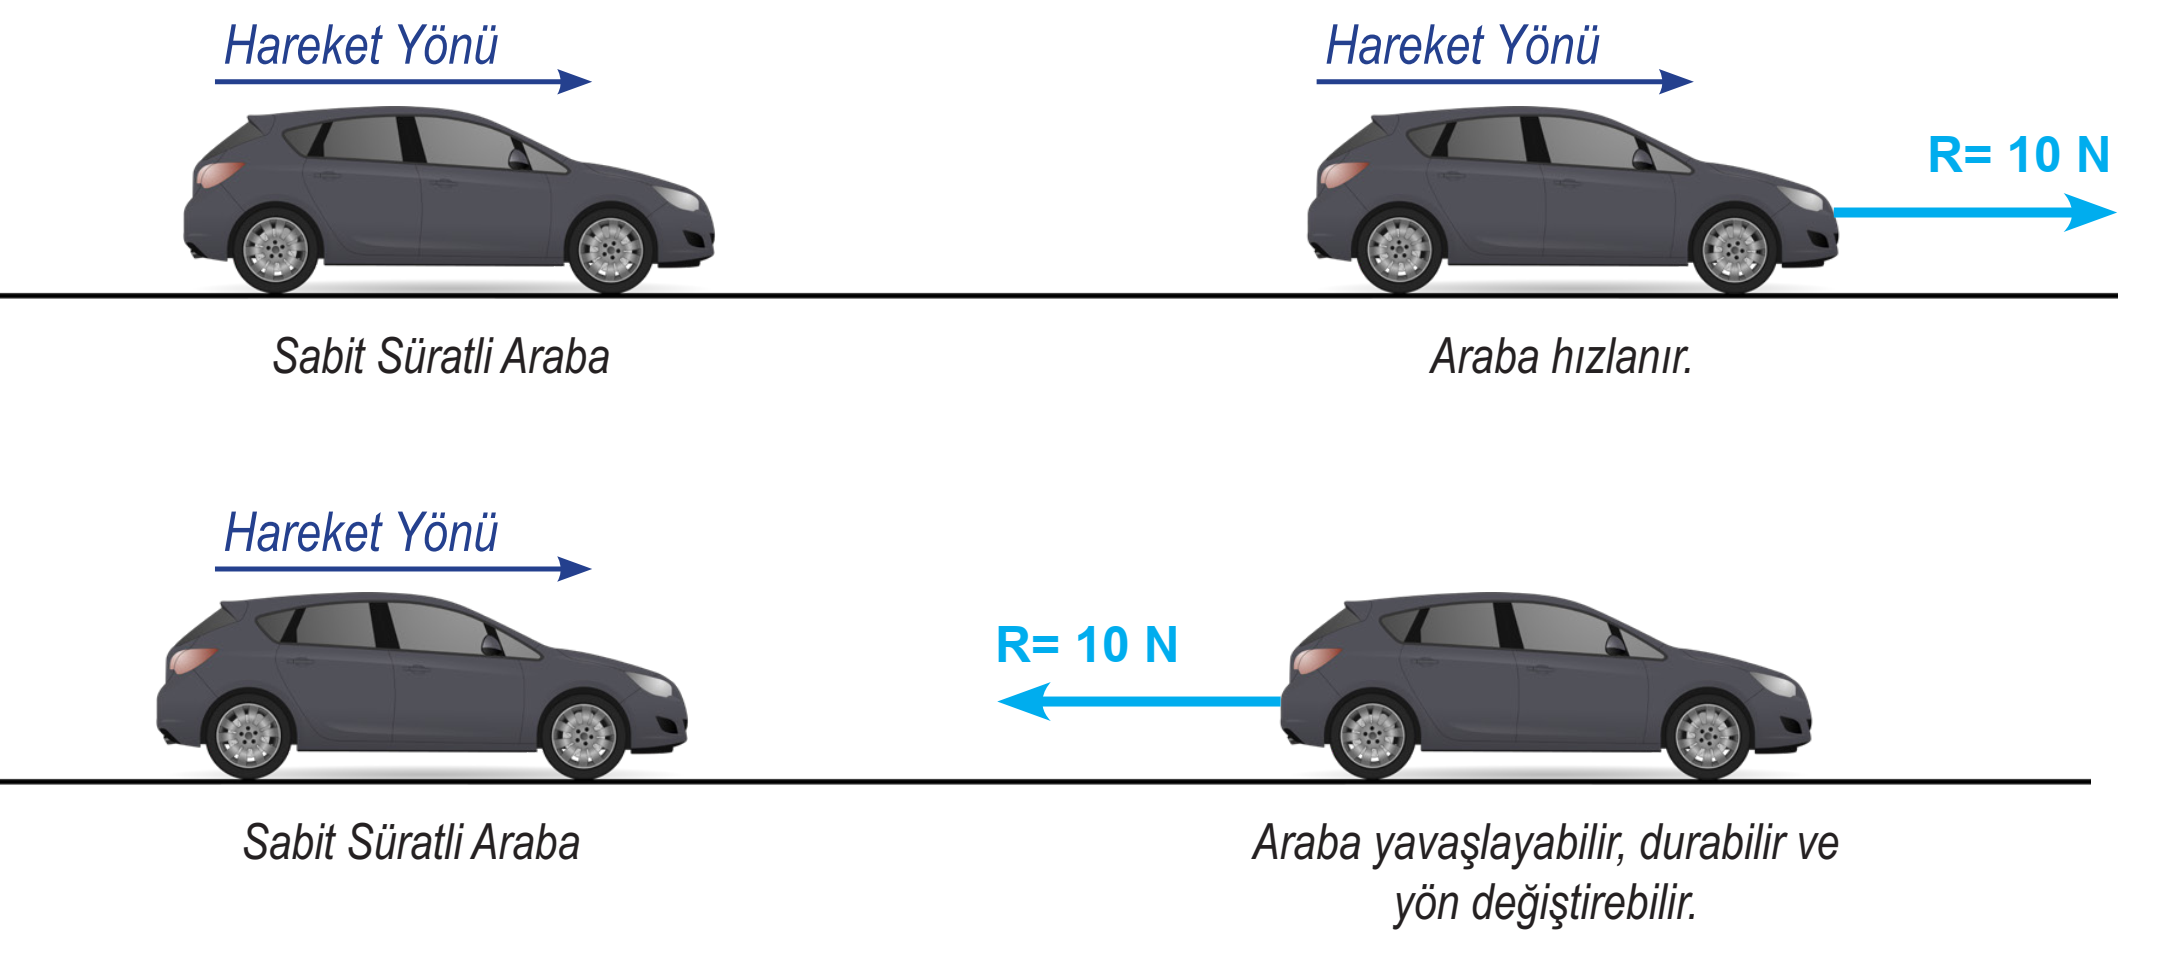 Hareket Yönü
Hareket Yönü
R= 10 N
Sabit Süratli Araba
Araba hızlanır.
Hareket Yönü
R= 10 N
Sabit Süratli Araba
Araba yavaşlayabilir, durabilir ve
yön değiştirebilir.